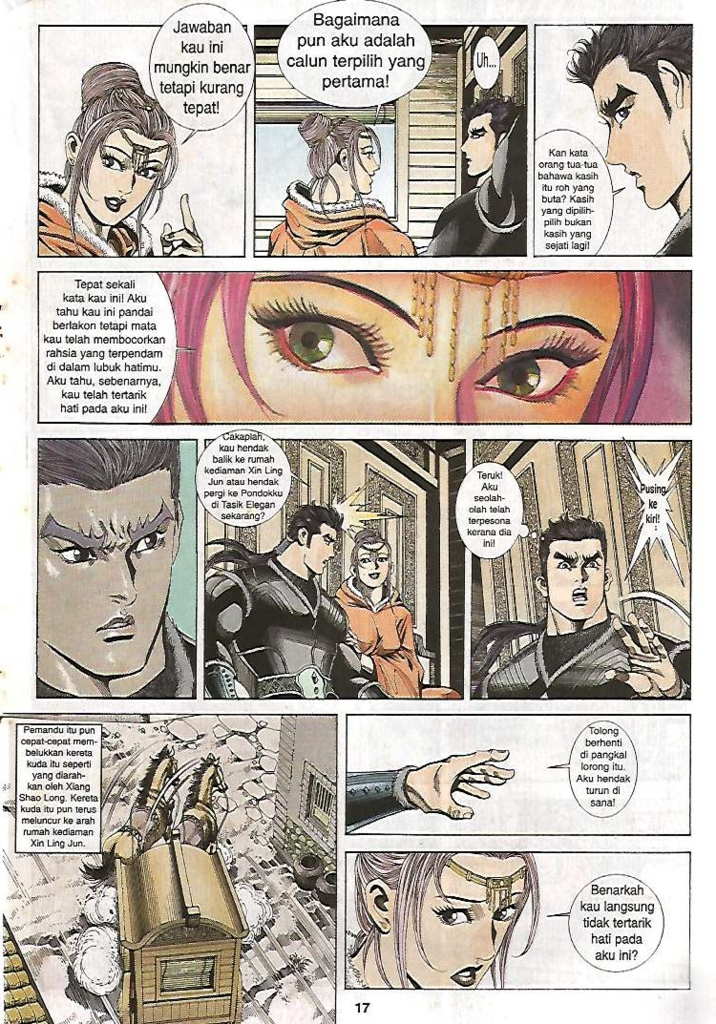 Jawaban
kau ini
mungkin benar
tetapi kurang
tepat!
Bagaimana
pun aku adalah
calun terpilih yang
pertama!
Uh...
Kan kata
orang tua-tua
bahawa kasih
itu roh yang
buta? Kasih
yang dipilih-
pilih bukan
kasih yang
sejati lagi!
Tepat sekali
kata kau ini! Aku
tahu kau ini pandai
berlakon tetapi mata
kau telah membocorkan
rahsia yang terpendam
di dalam lubuk hatimu.
Aku tahu, sebenarnya,
kau telah tertarik
hati pada aku ini!
Cakaplah,
kau hendak
balik ke rumah
kediaman Xin Ling
Jun atau hendak
pergi ke Pondokku
di Tasik Elegan
sekarang?
Teruk!
Aku
seolah-
olah telah
terpesona
kerana dia
ini!
Pusing
ke
kiri!
Pemandu itu pun
cepat-cepat mem-
belukkan kereta
kuda itu seperti
yang diarah-
kan oleh Xiang
Shao Long. Kereta
kuda itu pun terus
meluncur ke arah
rumah kediaman
Xin Ling Jun.
Tolong
berhenti
di pangkal
lorong itu.
Aku hendak
turun di
sana!
Benarkah
kau langsung
tidak tertarik
hati pada
aku ini?
17